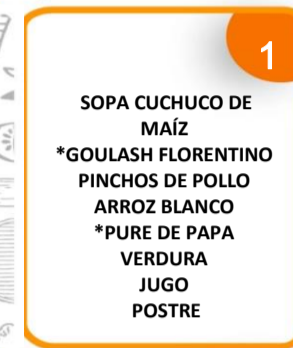 1
SOPA CUCHUCO DE
MAÍZ
*GOULASH FLORENTINO
PINCHOS DE POLLO
ARROZ BLANCO
*PURE DE PAPA
VERDURA
JUGO
POSTRE